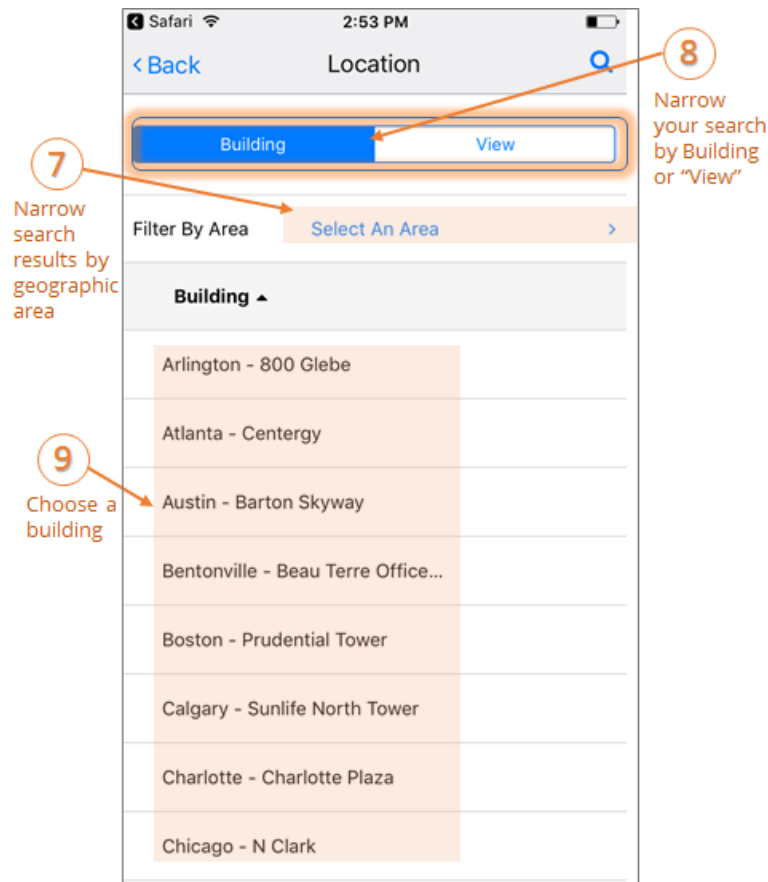 Safari 2:53 PM
Back Location
8
Narrow
your search
by Building
or “View”
Building View
7
Narrow
search
results by
geographic
area
Filter By Area Select An Area
Building
Arlington - 800 Glebe
Atlanta - Centergy
9
Choose a
building
Austin - Barton Skyway
Bentonville - Beau Terre Office...
Boston - Prudential Tower
Calgary - Sunlife North Tower
Charlotte - Charlotte Plaza
Chicago - N Clark